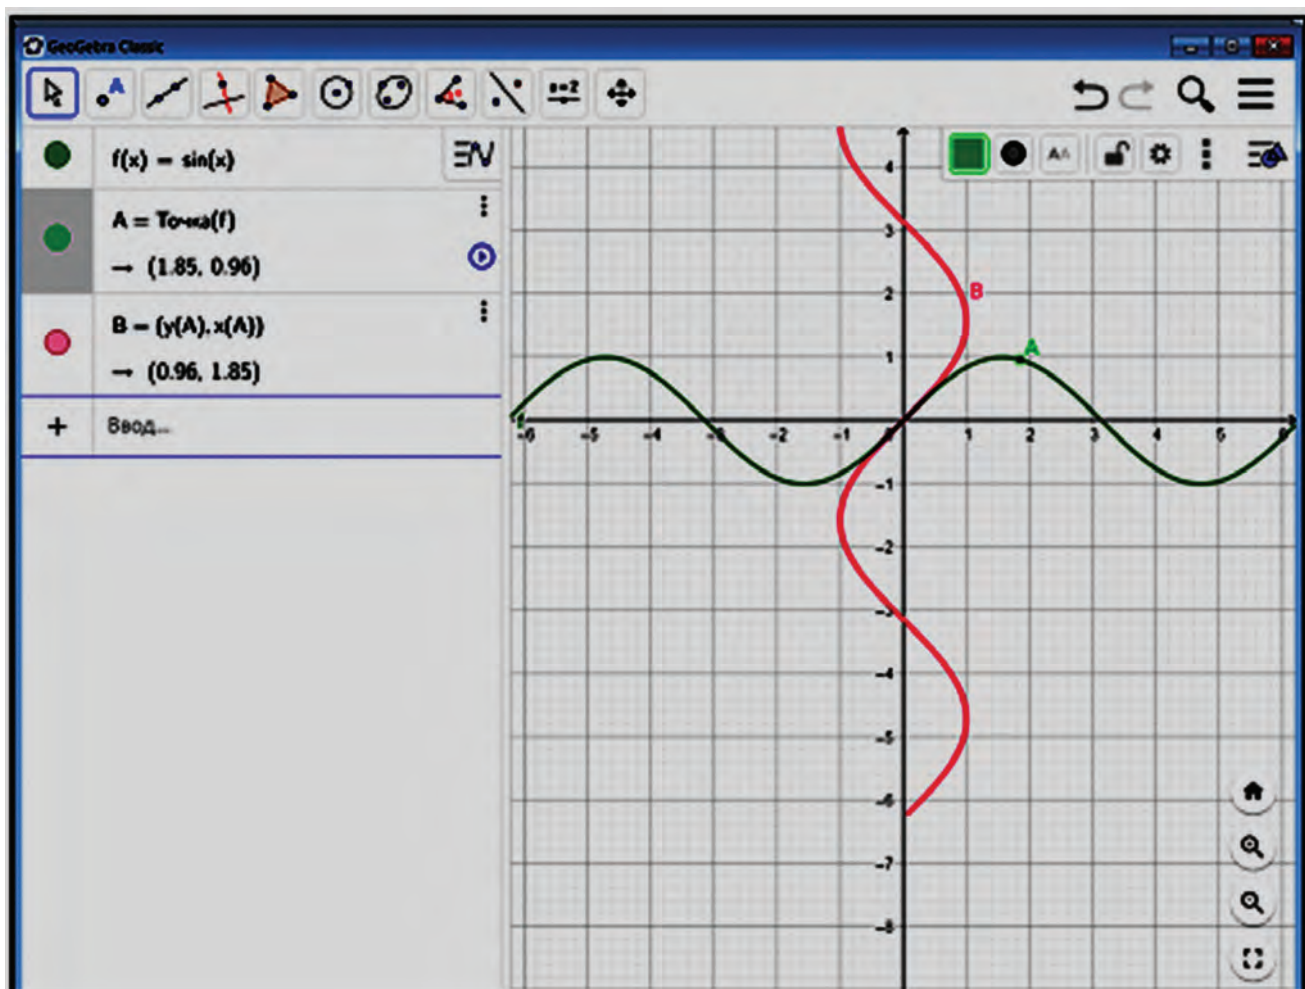 GeoGebra Classic
A
a=2
f(x) = sin(x)
A = Точка(f)
→ (1.85, 0.96)
B = (y(A), x(A))
→ (0.96, 1.85)
+ Ввод...
AA
4
3
2
1
0
-1
-2
-3
-4
-5
-6
-7
-8
-6 -5 -4 -3 -2 -1 1 2 3 4 5 6
B
A
f